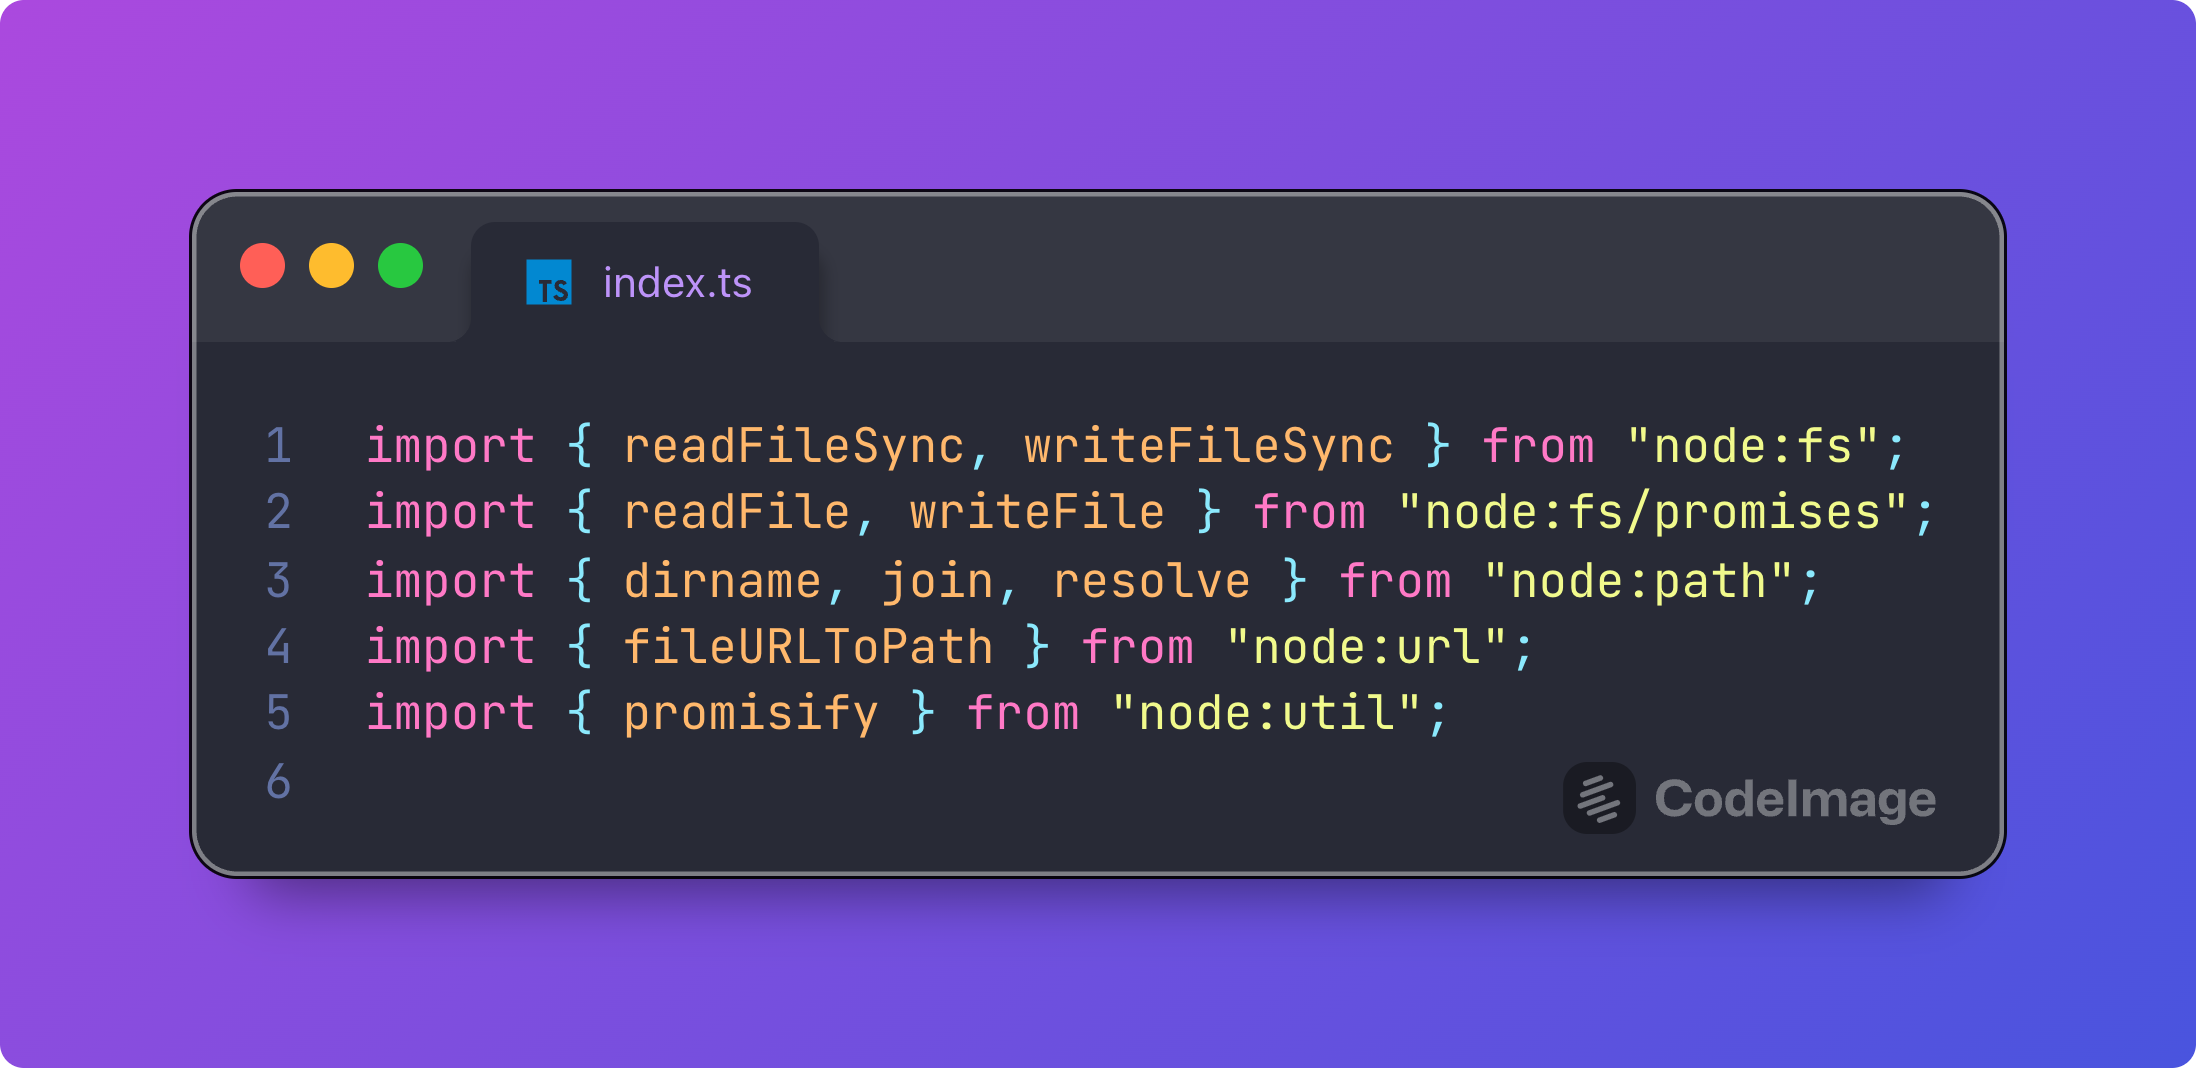 TS index.ts
1 import { readFileSync, writeFileSync } from "node:fs";
2 import { readFile, writeFile } from "node:fs/promises";
3 import { dirname, join, resolve } from "node:path";
4 import { fileURLToPath } from "node:url";
5 import { promisify } from "node:util";
6
CodeImage